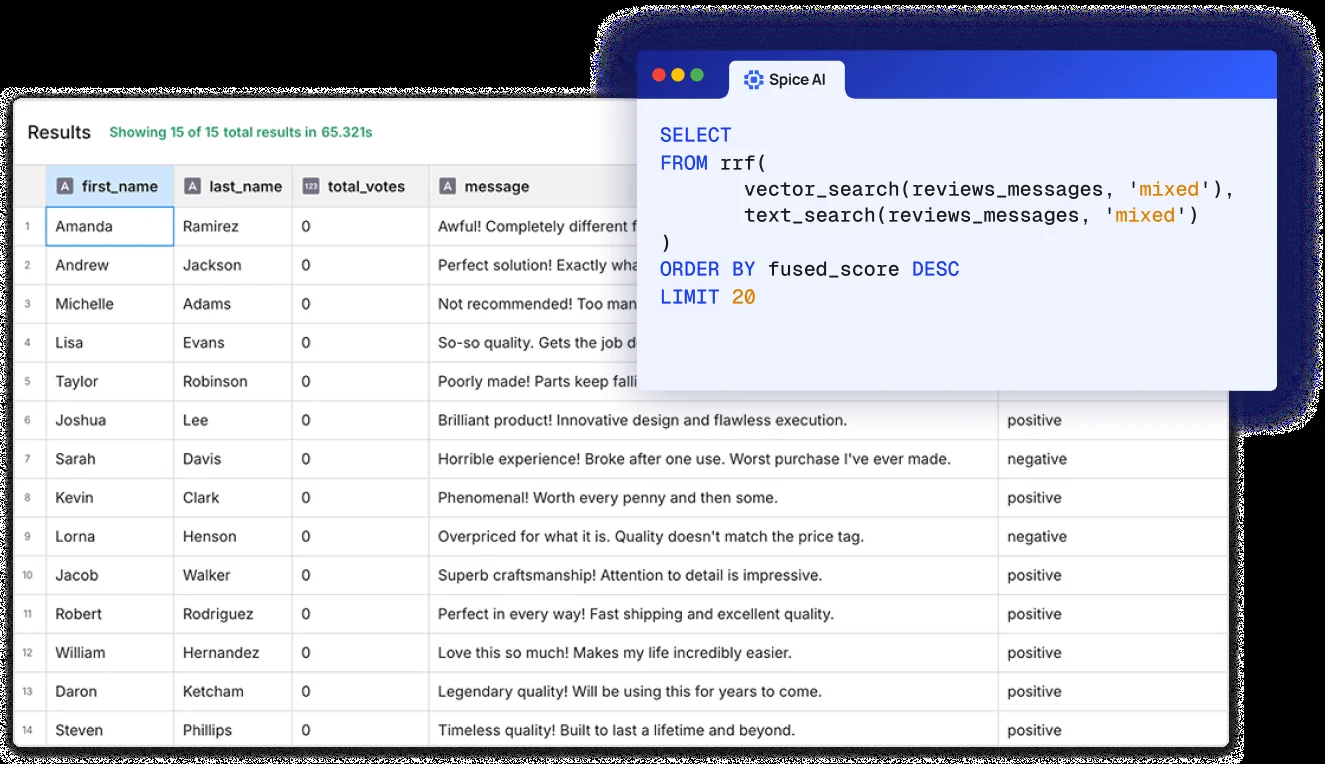 Spice AI
SELECT
FROM rrf(
vector_search(reviews_messages, 'mixed'),
text_search(reviews_messages, 'mixed')
)
ORDER BY fused_score DESC
LIMIT 20
Results Showing 15 of 15 total results in 65.321s
A first_name A last_name 123 total_votes A message
1 Amanda Ramirez 0 Awful! Completely different
2 Andrew Jackson 0 Perfect solution! Exactly
3 Michelle Adams 0 Not recommended! Too
4 Lisa Evans 0 So-so quality. Gets the job
5 Taylor Robinson 0 Poorly made! Parts keep
6 Joshua Lee 0 Brilliant product! Innovative design and flawless execution. positive
7 Sarah Davis 0 Horrible experience! Broke after one use. Worst purchase I've ever made. negative
8 Kevin Clark 0 Phenomenal! Worth every penny and then some. positive
9 Lorna Henson 0 Overpriced for what it is. Quality doesn't match the price tag. negative
10 Jacob Walker 0 Superb craftsmanship! Attention to detail is impressive. positive
11 Robert Rodriguez 0 Perfect in every way! Fast shipping and excellent quality. positive
12 William Hernandez 0 Love this so much! Makes my life incredibly easier. positive
13 Daron Ketcham 0 Legendary quality! Will be using this for years to come. positive
14 Steven Phillips 0 Timeless quality! Built to last a lifetime and beyond. positive